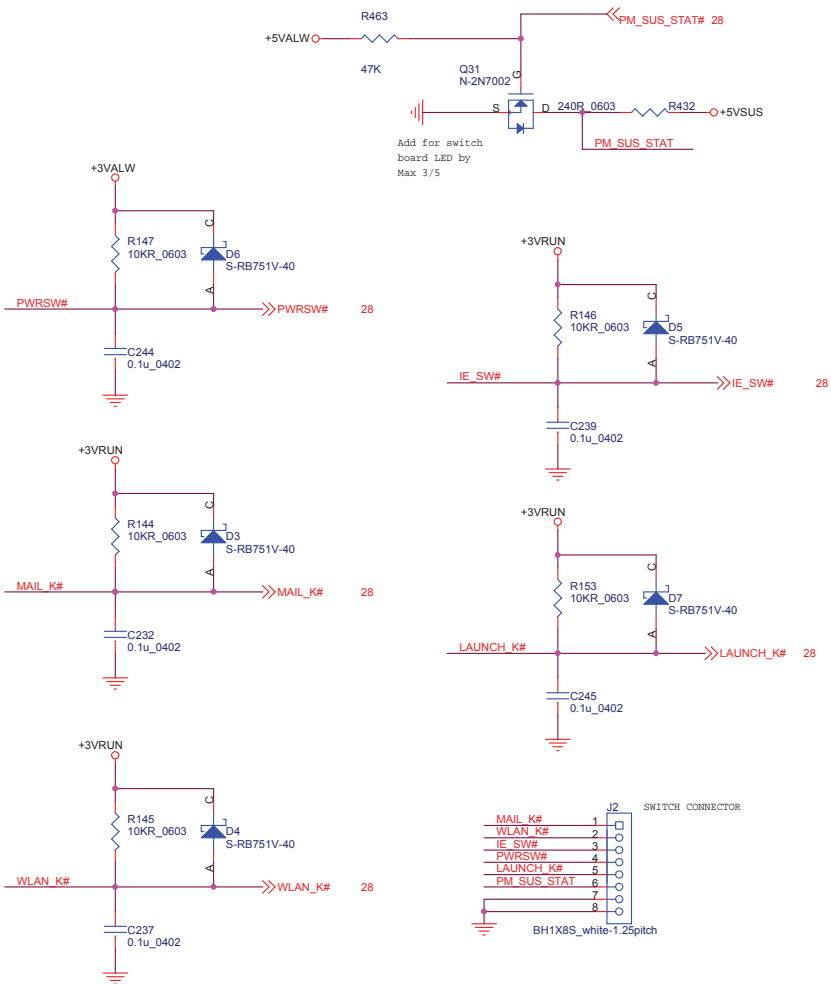 R463
PM_SUS_STAT# 28
+5VALW
47K
Q31
N-2N7002
G
S
D
240R_0603
R432
+5VSUS
PM_SUS_STAT
Add for switch
board LED by
Max 3/5
+3VALW
R147
10KR_0603
C
D6
S-RB751V-40
A
PWRSW#
PWRSW# 28
C244
0.1u_0402
+3VRUN
R146
10KR_0603
C
D5
S-RB751V-40
A
IE_SW#
IE_SW# 28
C239
0.1u_0402
+3VRUN
R144
10KR_0603
C
D3
S-RB751V-40
A
MAIL_K#
MAIL_K# 28
C232
0.1u_0402
+3VRUN
R153
10KR_0603
C
D7
S-RB751V-40
A
LAUNCH_K#
LAUNCH_K# 28
C245
0.1u_0402
+3VRUN
R145
10KR_0603
C
D4
S-RB751V-40
A
WLAN_K#
WLAN_K# 28
C237
0.1u_0402
J2
SWITCH CONNECTOR
MAIL_K# 1
WLAN_K# 2
IE_SW# 3
PWRSW# 4
LAUNCH_K# 5
PM_SUS_STAT 6
7
8
BH1X8S_white-1.25pitch